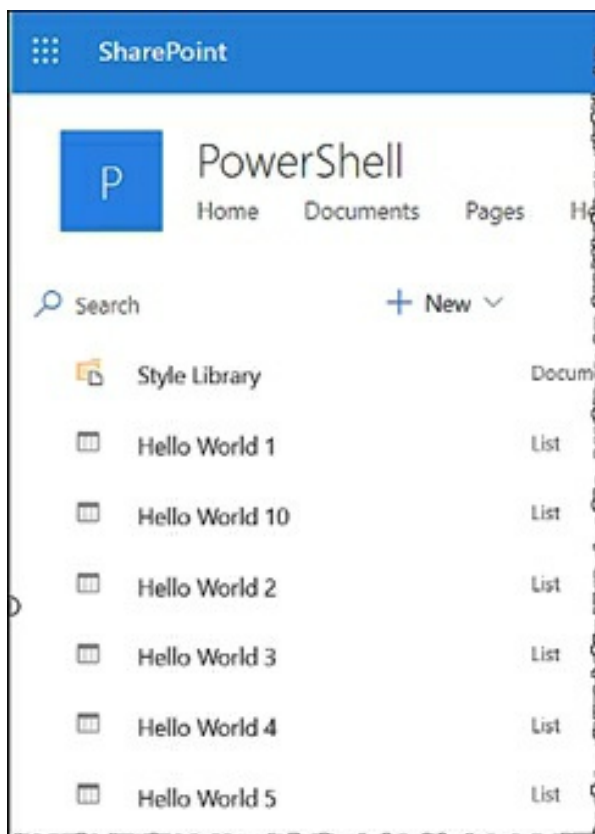 SharePoint
P
PowerShell
Home Documents Pages
Search + New
Style Library Docum
Hello World 1 List
Hello World 10 List
Hello World 2 List
Hello World 3 List
Hello World 4 List
Hello World 5 List